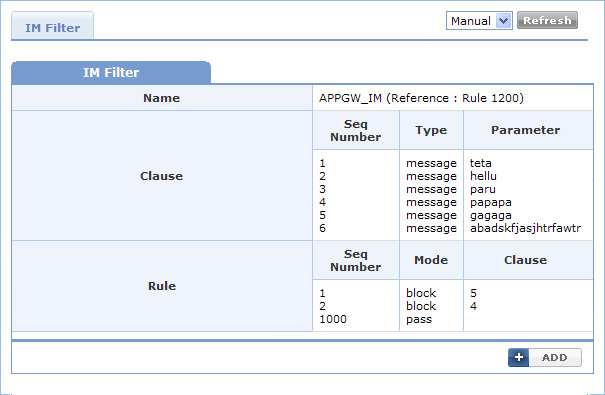 IM Filter
Manual Refresh
IM Filter
Name APPGW_IM (Reference : Rule 1200)
Clause
Seq Number Type Parameter
1 message teta
2 message hellu
3 message paru
4 message papapa
5 message gagaga
6 message abadskfjasjhtrfawtr
Rule
Seq Number Mode Clause
1 block 5
2 block 4
1000 pass
+ ADD